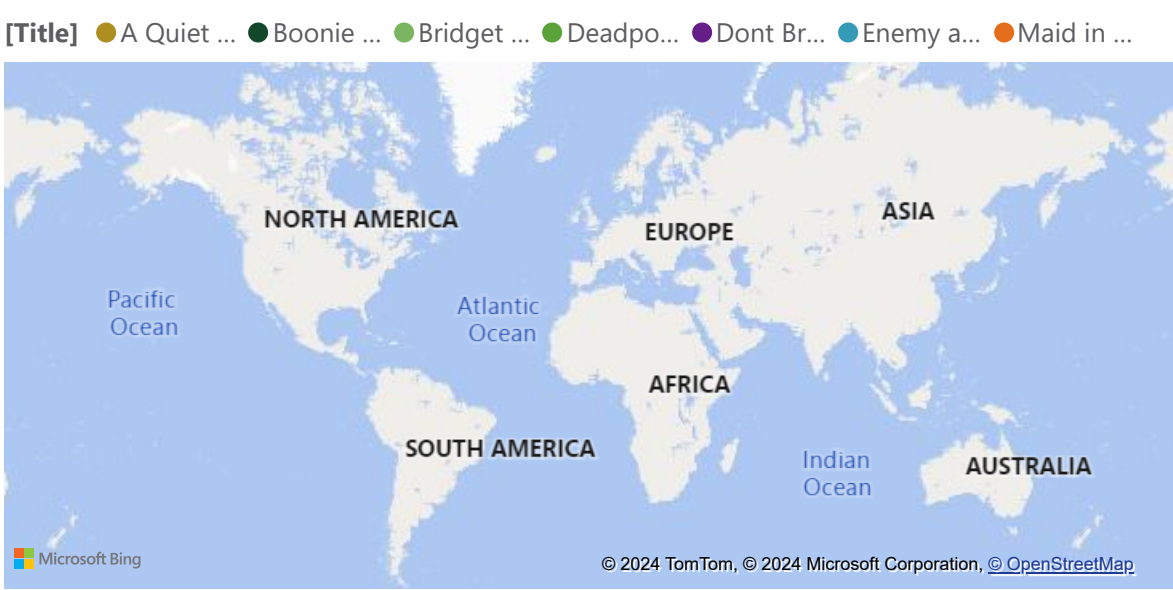 [Title] A Quiet ... Boonie ... Bridget ... Deadpo... Dont Br... Enemy a... Maid in ...
NORTH AMERICA
EUROPE
ASIA
Pacific
Ocean
Atlantic
Ocean
AFRICA
SOUTH AMERICA
Indian
Ocean
AUSTRALIA
Microsoft Bing
© 2024 TomTom, © 2024 Microsoft Corporation, © OpenStreetMap